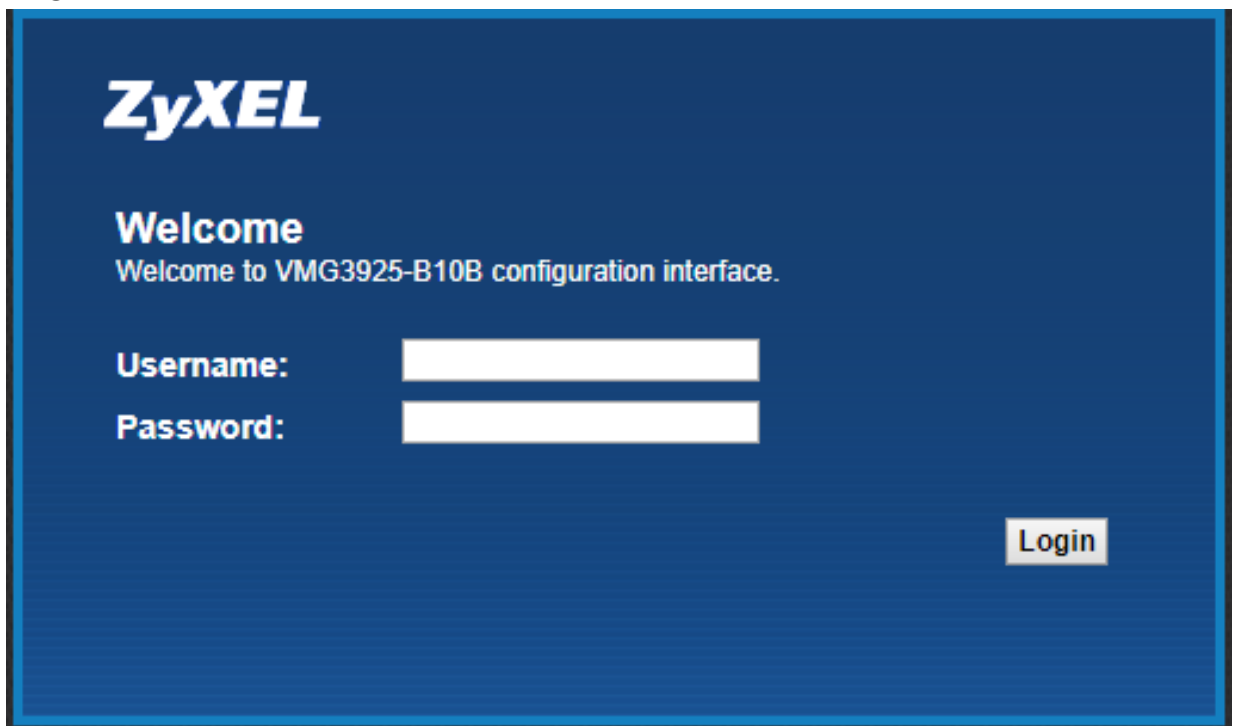 ZyXEL
Welcome
Welcome to VMG3925-B10B configuration interface.
Username:
Password:
Login